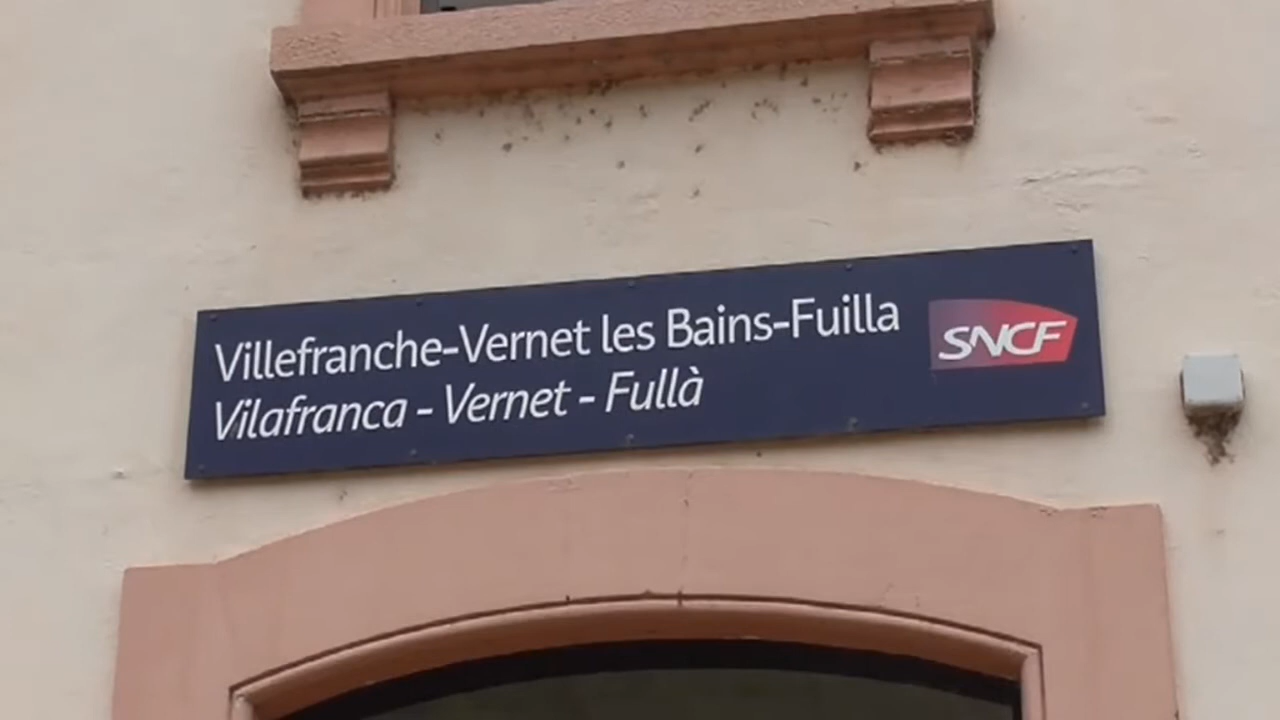 Villefranche-Vernet les Bains-Fuilla
Vilafranca - Vernet - Fullà
SNCF